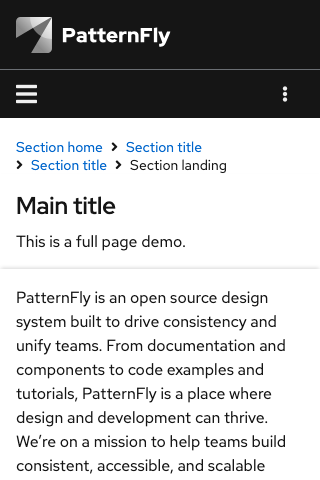 PatternFly
Section home > Section title
> Section title > Section landing
Main title
This is a full page demo.
PatternFly is an open source design
system built to drive consistency and
unify teams. From documentation and
components to code examples and
tutorials, PatternFly is a place where
design and development can thrive.
We’re on a mission to help teams build
consistent, accessible, and scalable